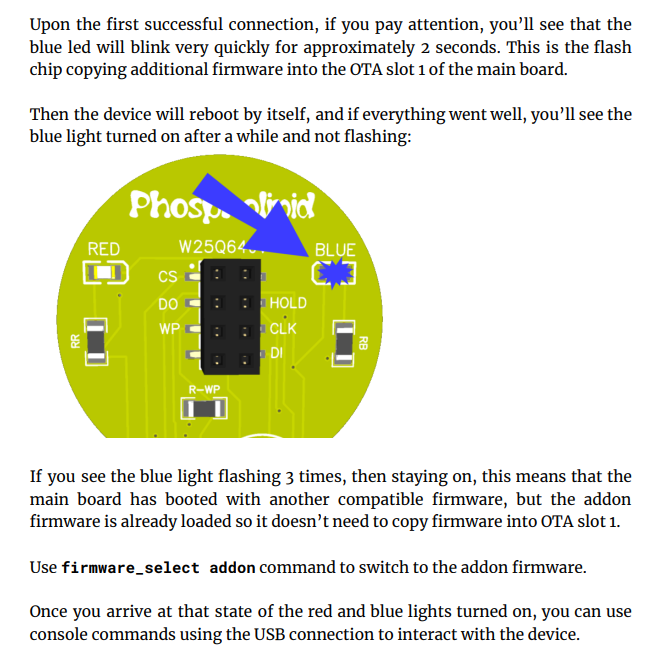 Upon the first successful connection, if you pay attention, you’ll see that the
blue led will blink very quickly for approximately 2 seconds. This is the flash
chip copying additional firmware into the OTA slot 1 of the main board.
Then the device will reboot by itself, and if everything went well, you’ll see the
blue light turned on after a while and not flashing:
RED
BLUE
CS
DO
HOLD
WP
CLK
DI
RR
RB
R-WP
If you see the blue light flashing 3 times, then staying on, this means that the
main board has booted with another compatible firmware, but the addon
firmware is already loaded so it doesn’t need to copy firmware into OTA slot 1.
Use firmware_select addon command to switch to the addon firmware.
Once you arrive at that state of the red and blue lights turned on, you can use
console commands using the USB connection to interact with the device.